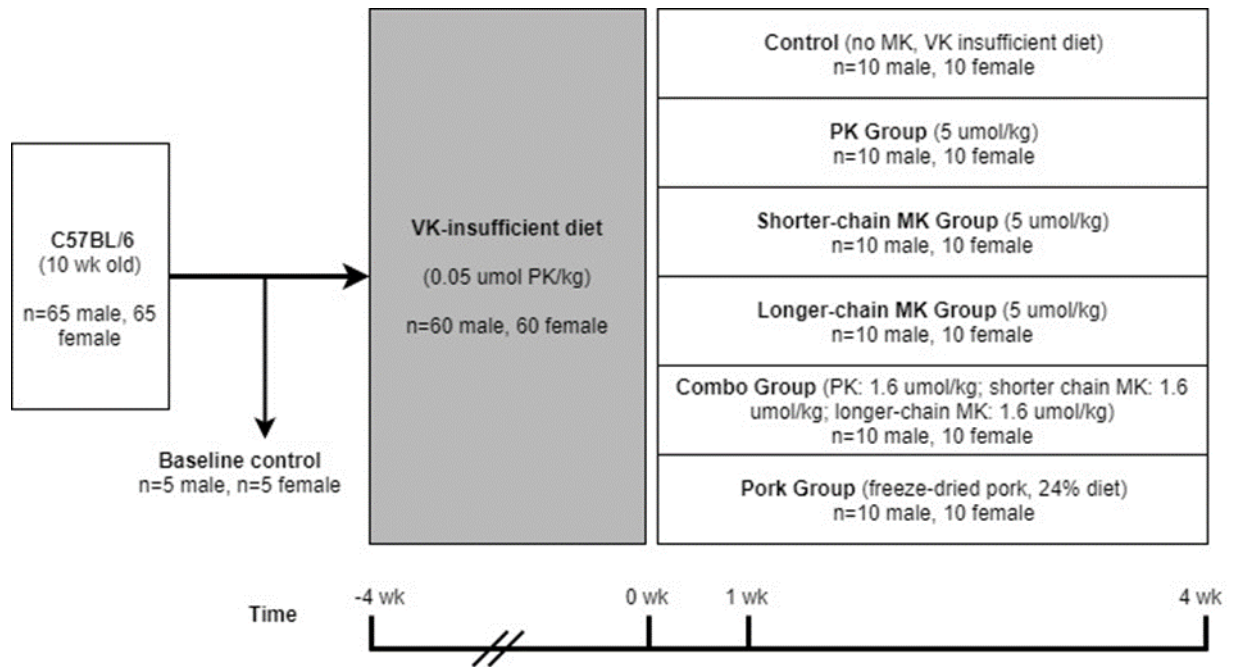 C57BL/6
(10 wk old)
n=65 male, 65
female
Baseline control
n=5 male, n=5 female
VK-insufficient diet
(0.05 umol PK/kg)
n=60 male, 60 female
Control (no MK, VK insufficient diet)
n=10 male, 10 female
PK Group (5 umol/kg)
n=10 male, 10 female
Shorter-chain MK Group (5 umol/kg)
n=10 male, 10 female
Longer-chain MK Group (5 umol/kg)
n=10 male, 10 female
Combo Group (PK: 1.6 umol/kg; shorter chain MK: 1.6
umol/kg; longer-chain MK: 1.6 umol/kg)
n=10 male, 10 female
Pork Group (freeze-dried pork, 24% diet)
n=10 male, 10 female
Time
-4 wk
0 wk
1 wk
4 wk